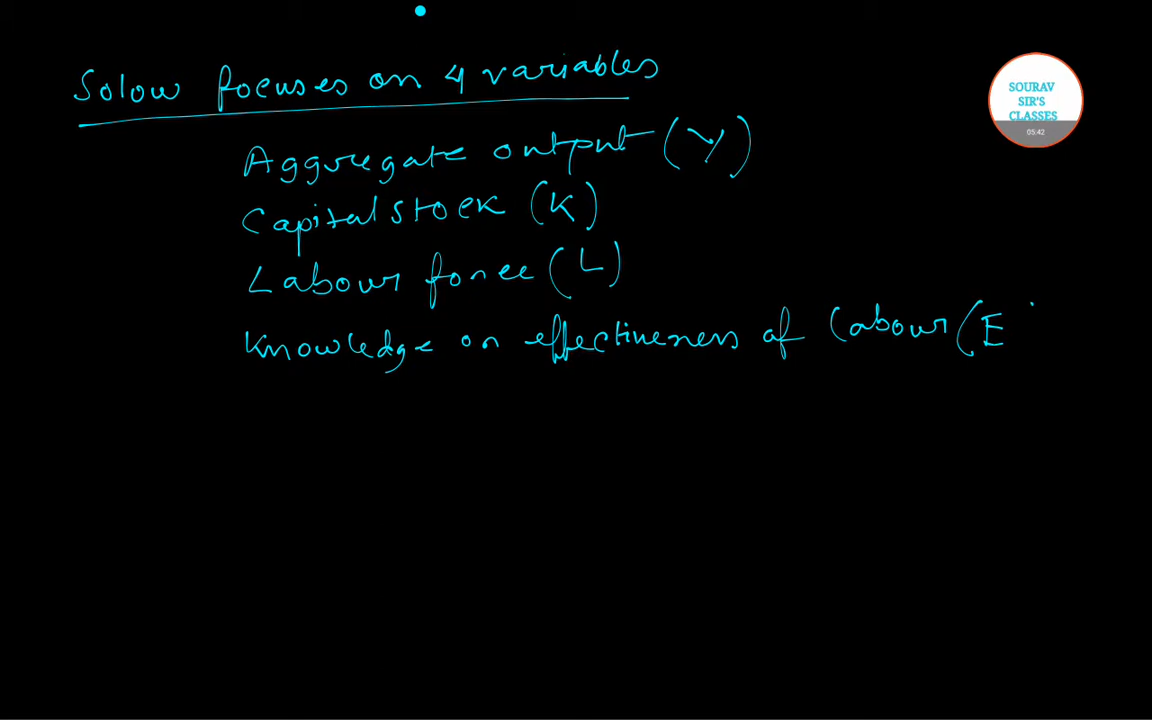 Solow focuses on 4 variables
Aggregate output (Y)
Capital stock (K)
Labour force (L)
Knowledge or effectiveness of Labour (E
SOURAV
SIR'S
CLASSES
05:42